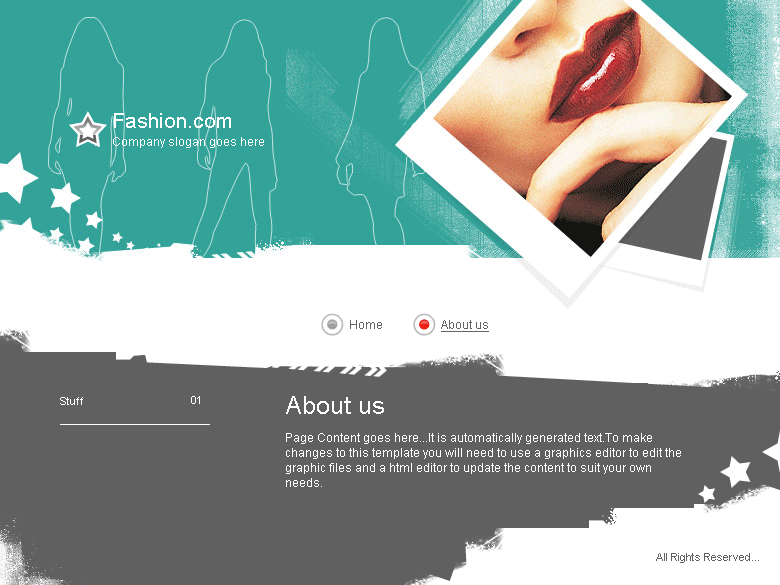 Fashion.com
Company slogan goes here
Home
About us
Stuff 01
About us
Page Content goes here...It is automatically generated text.To make
changes to this template you will need to use a graphics editor to edit the
graphic files and a html editor to update the content to suit your own
needs.
All Rights Reserved...